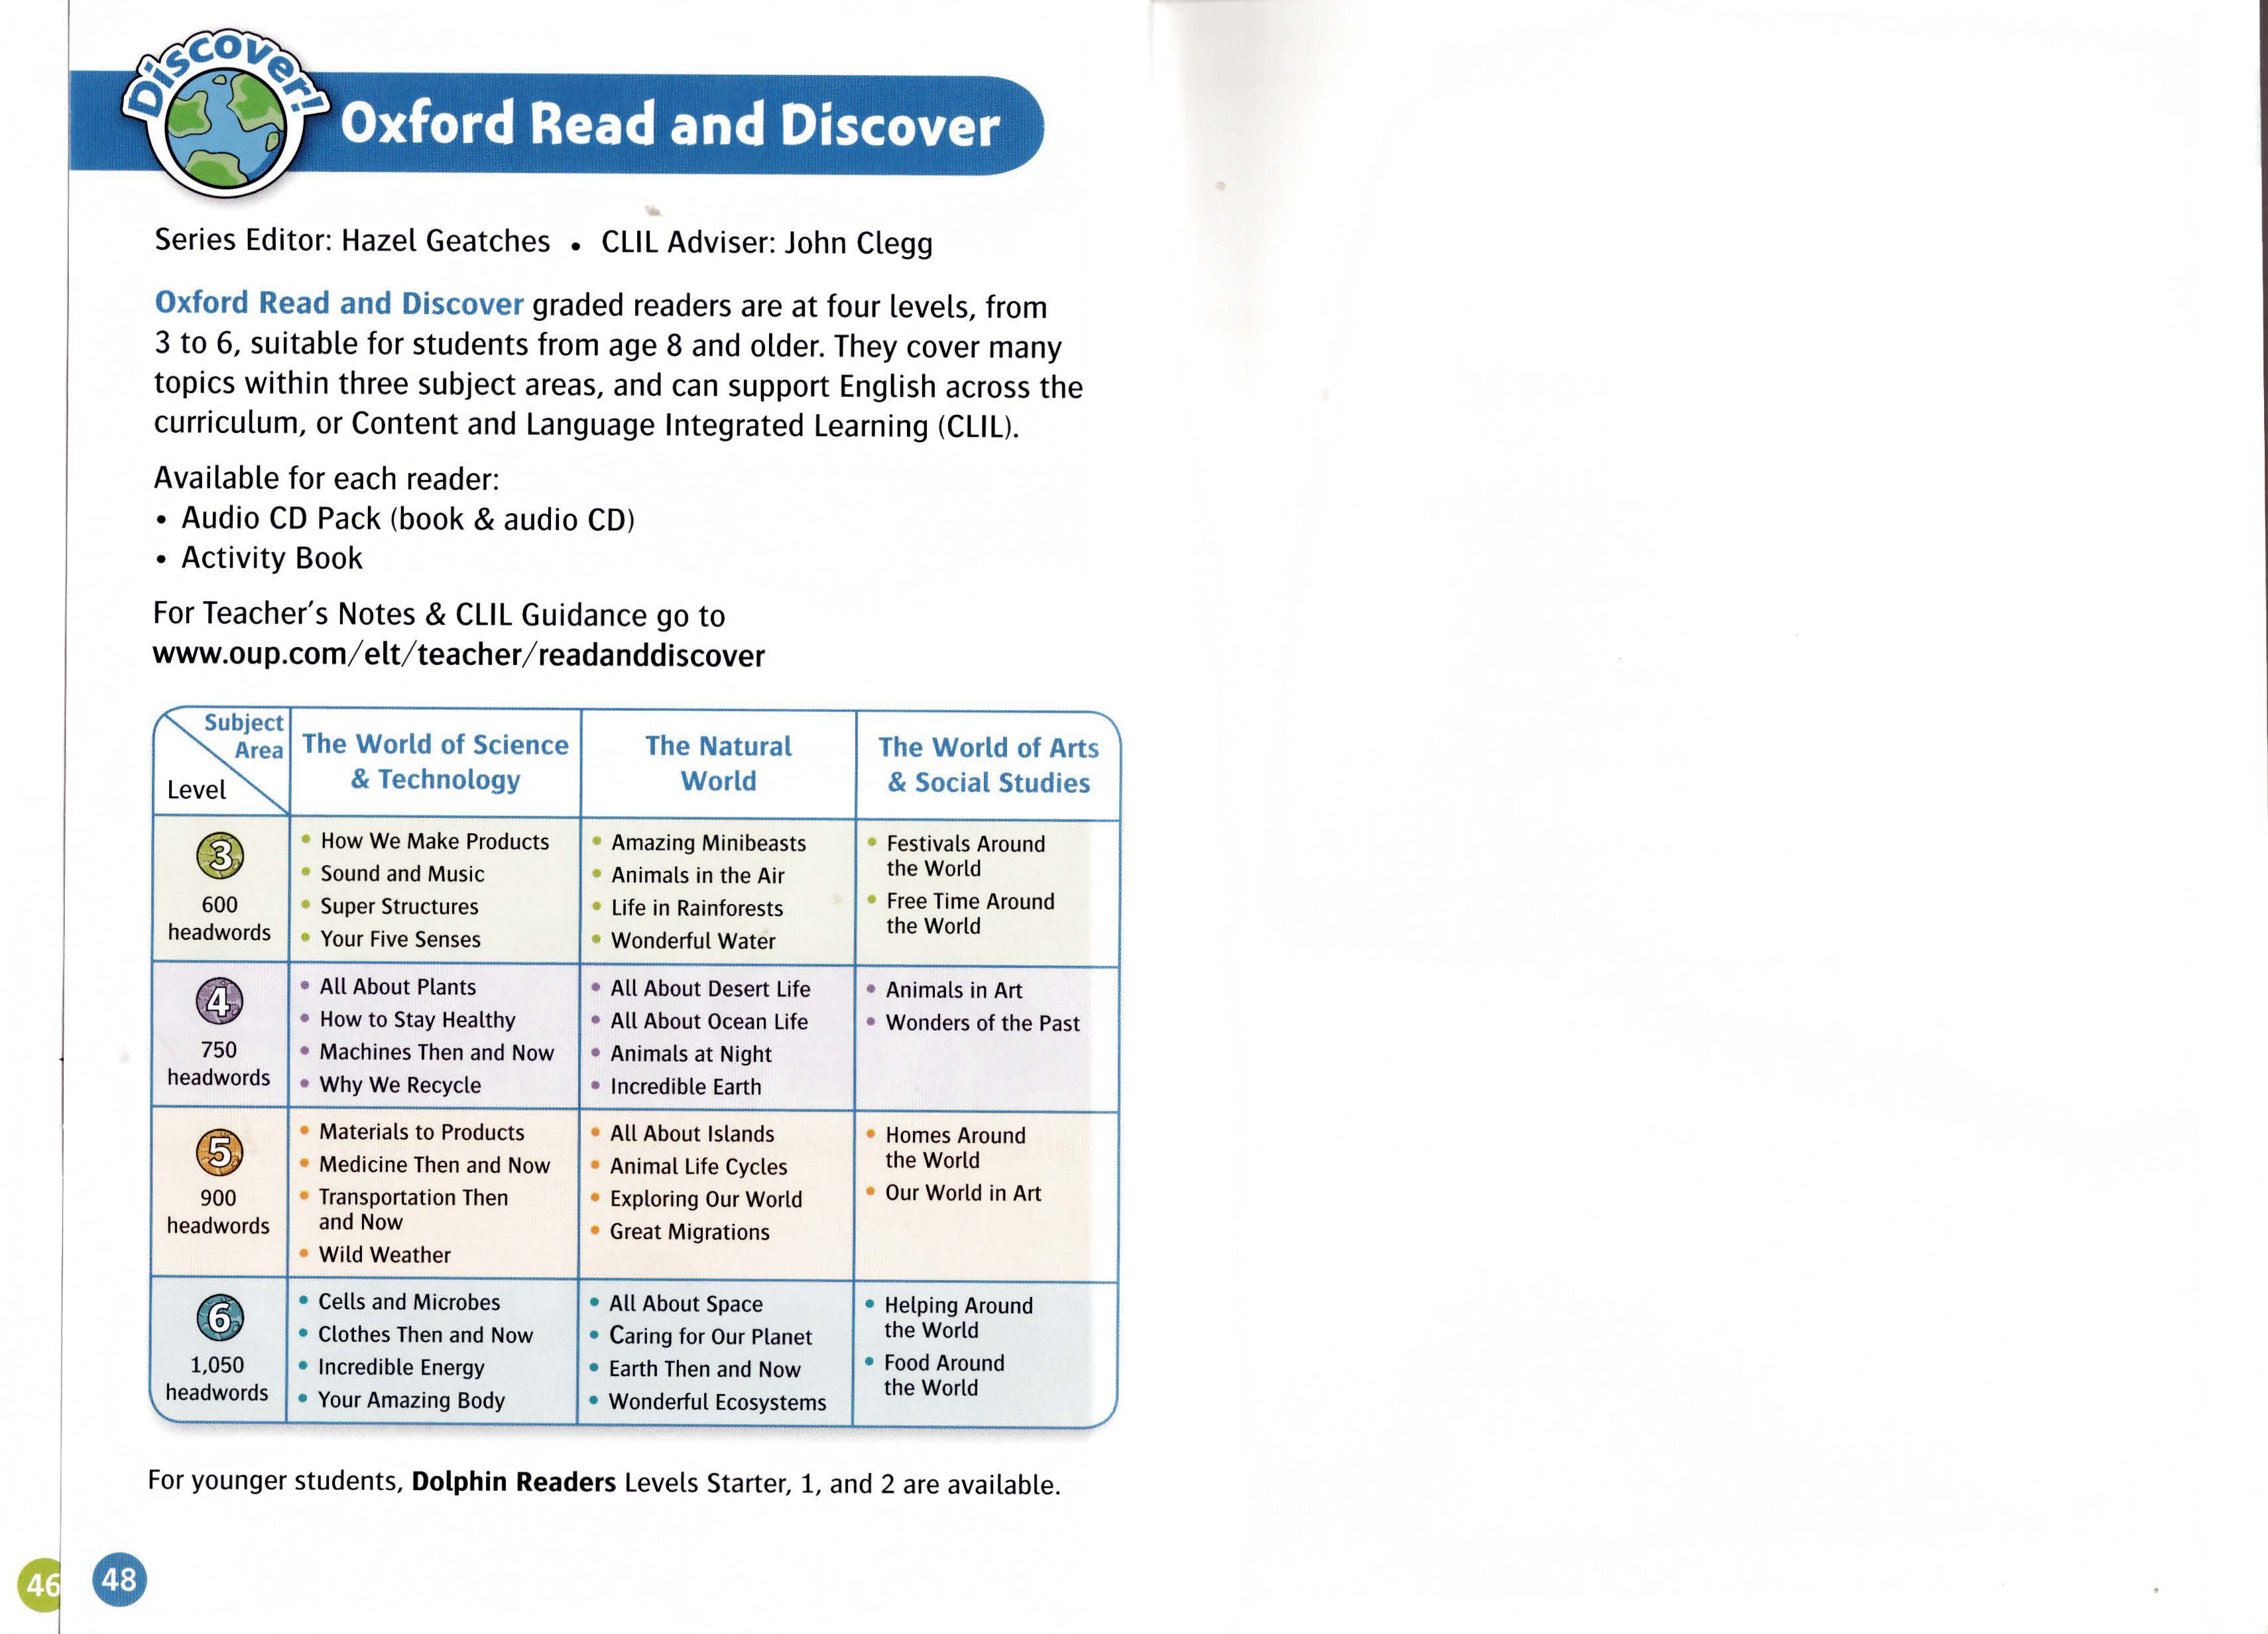 Discover!
Oxford Read and Discover
Series Editor: Hazel Geatches • CLIL Adviser: John Clegg
Oxford Read and Discover graded readers are at four levels, from
3 to 6, suitable for students from age 8 and older. They cover many
topics within three subject areas, and can support English across the
curriculum, or Content and Language Integrated Learning (CLIL).
Available for each reader:
• Audio CD Pack (book & audio CD)
• Activity Book
For Teacher's Notes & CLIL Guidance go to
www.oup.com/elt/teacher/readanddiscover
Subject
Area
Level
The World of Science
& Technology
The Natural
World
The World of Arts
& Social Studies
3
600
headwords
• How We Make Products
• Sound and Music
• Super Structures
• Your Five Senses
• Amazing Minibeasts
• Animals in the Air
• Life in Rainforests
• Wonderful Water
• Festivals Around
the World
• Free Time Around
the World
4
750
headwords
• All About Plants
• How to Stay Healthy
• Machines Then and Now
• Why We Recycle
• All About Desert Life
• All About Ocean Life
• Animals at Night
• Incredible Earth
• Animals in Art
• Wonders of the Past
5
900
headwords
• Materials to Products
• Medicine Then and Now
• Transportation Then
and Now
• Wild Weather
• All About Islands
• Animal Life Cycles
• Exploring Our World
• Great Migrations
• Homes Around
the World
• Our World in Art
6
1,050
headwords
• Cells and Microbes
• Clothes Then and Now
• Incredible Energy
• Your Amazing Body
• All About Space
• Caring for Our Planet
• Earth Then and Now
• Wonderful Ecosystems
• Helping Around
the World
• Food Around
the World
For younger students, Dolphin Readers Levels Starter, 1, and 2 are available.
46
48